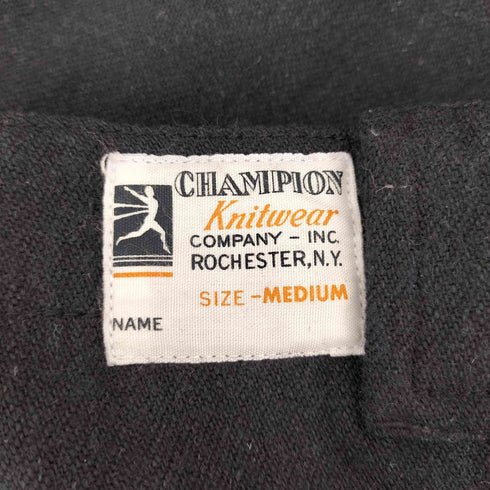 CHAMPION
Knitwear
COMPANY - INC.
ROCHESTER, N.Y.
SIZE - MEDIUM
NAME